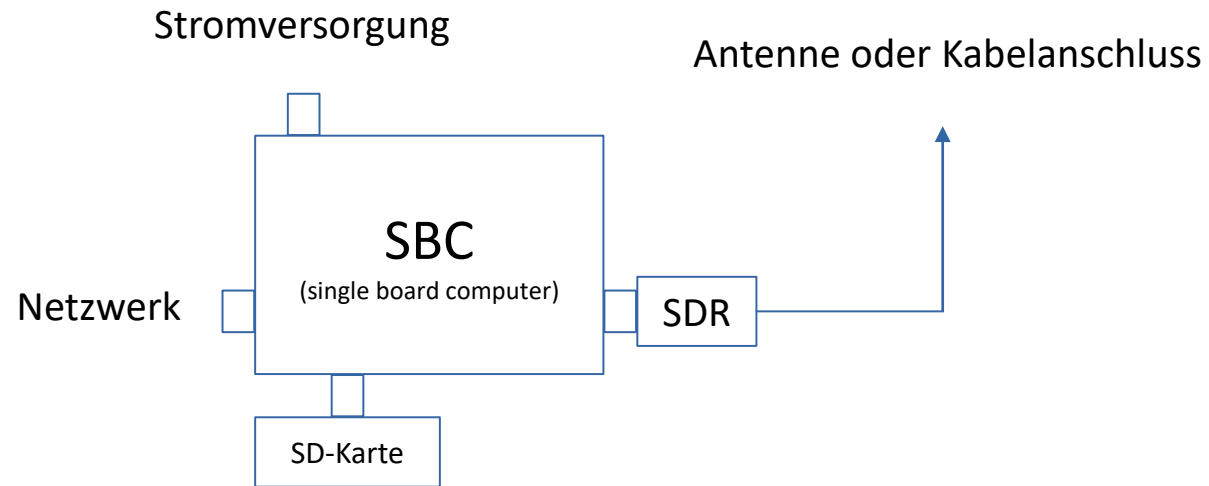 Stromversorgung
Antenne oder Kabelanschluss
SBC
(single board computer)
Netzwerk
SDR
SD-Karte